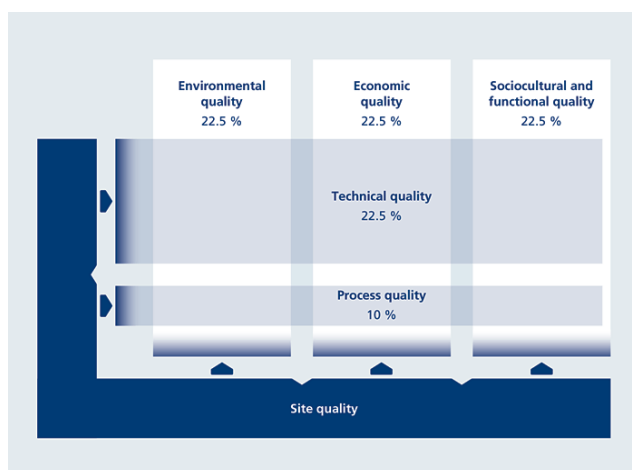 Environmental
quality
22.5 %
Economic
quality
22.5 %
Sociocultural and
functional quality
22.5 %
Technical quality
22.5 %
Process quality
10 %
Site quality